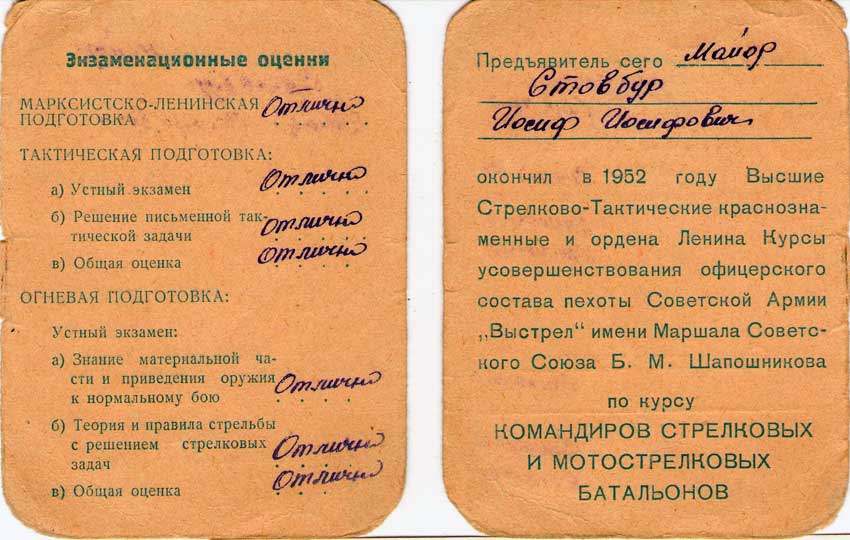 Экзаменационные оценки
МАРКСИСТСКО-ЛЕНИНСКАЯ
ПОДГОТОВКА Отлично
ТАКТИЧЕСКАЯ ПОДГОТОВКА:
а) Устный экзамен Отлично
б) Решение письменной так-
тической задачи Отлично
в) Общая оценка Отлично
ОГНЕВАЯ ПОДГОТОВКА:
Устный экзамен:
а) Знание материальной ча-
сти и приведения оружия
к нормальному бою Отлично
б) Теория и правила стрельбы
с решением стрелковых
задач Отлично
в) Общая оценка Отлично
Предъявитель сего Майор
Стовбур
Иосиф Иосифович
окончил в 1952 году Высшие
Стрелково-Тактические краснозна-
менные и ордена Ленина Курсы
усовершенствования офицерского
состава пехоты Советской Армии
„Выстрел“ имени Маршала Советс-
кого Союза Б. М. Шапошникова
по курсу
КОМАНДИРОВ СТРЕЛКОВЫХ
И МОТОСТРЕЛКОВЫХ
БАТАЛЬОНОВ